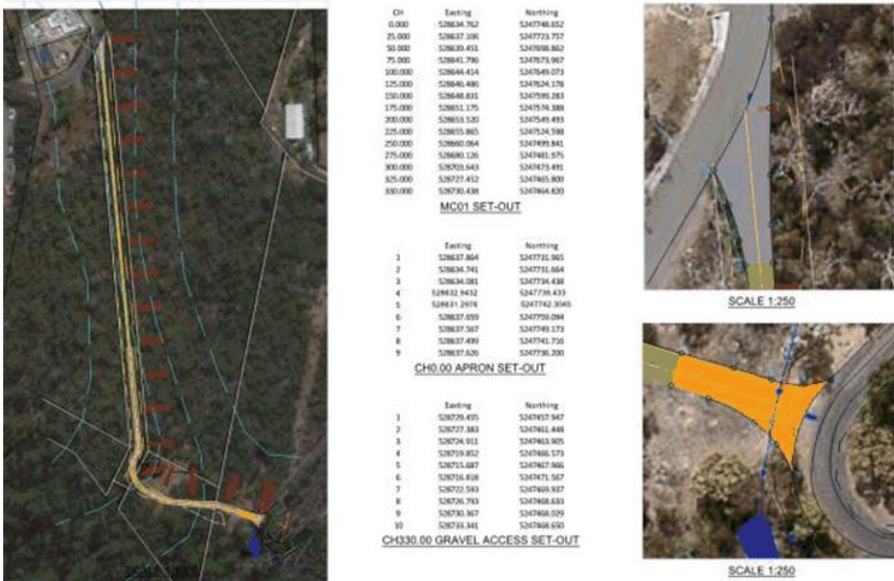 CH Easting Northing
0.000 528634.762 5247748.652
25.000 528637.106 5247723.757
50.000 528639.451 5247698.862
75.000 528641.796 5247673.967
100.000 528644.414 5247649.073
125.000 528646.486 5247624.178
150.000 528648.831 5247599.283
175.000 528651.175 5247574.388
200.000 528653.520 5247549.493
225.000 528655.865 5247524.598
250.000 528660.064 5247499.841
275.000 528680.126 5247481.975
300.000 528703.643 5247473.491
325.000 528727.452 5247465.800
330.000 528730.438 5247464.820
MC01 SET-OUT
Easting Northing
1 528637.864 5247731.965
2 528634.741 5247731.664
3 528634.081 5247734.438
4 528632.9432 5247738.433
5 528631.2976 5247742.3045
6 528637.659 5247759.094
7 528637.567 5247749.173
8 528637.499 5247741.716
9 528637.626 5247736.200
CH0.00 APRON SET-OUT
Easting Northing
1 528729.495 5247457.947
2 528727.383 5247461.448
3 528724.911 5247463.905
4 528719.852 5247466.573
5 528715.687 5247467.966
6 528716.818 5247471.567
7 528722.593 5247469.937
8 528726.793 5247468.633
9 528730.367 5247468.029
10 528733.341 5247468.650
CH330.00 GRAVEL ACCESS SET-OUT
SCALE 1:250
SCALE 1:250